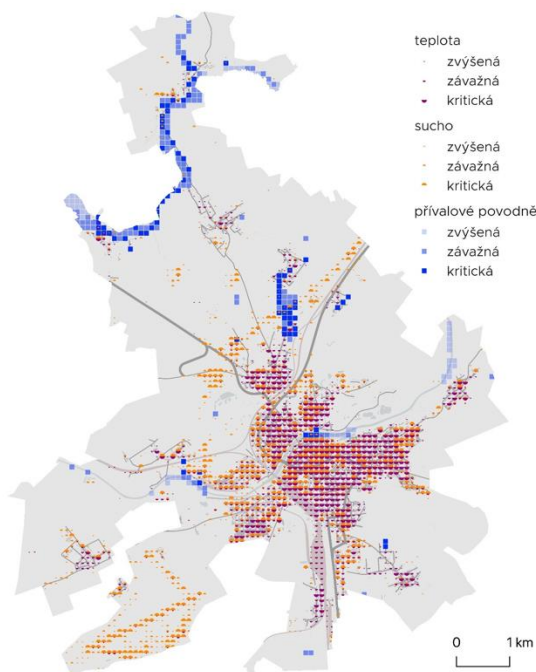 teplota
zvýšená
závažná
kritická
sucho
zvýšená
závažná
kritická
přívalové povodně
zvýšená
závažná
kritická
0 1 km